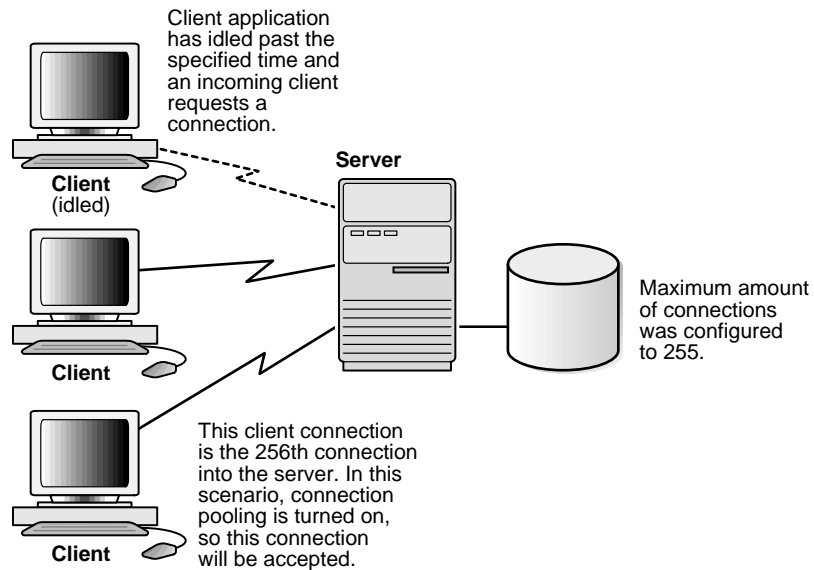 Client application
has idled past the
specified time and
an incoming client
requests a
connection.
Server
Client
(idled)
Maximum amount
of connections
was configured
to 255.
Client
This client connection
is the 256th connection
into the server. In this
scenario, connection
pooling is turned on,
so this connection
will be accepted.
Client